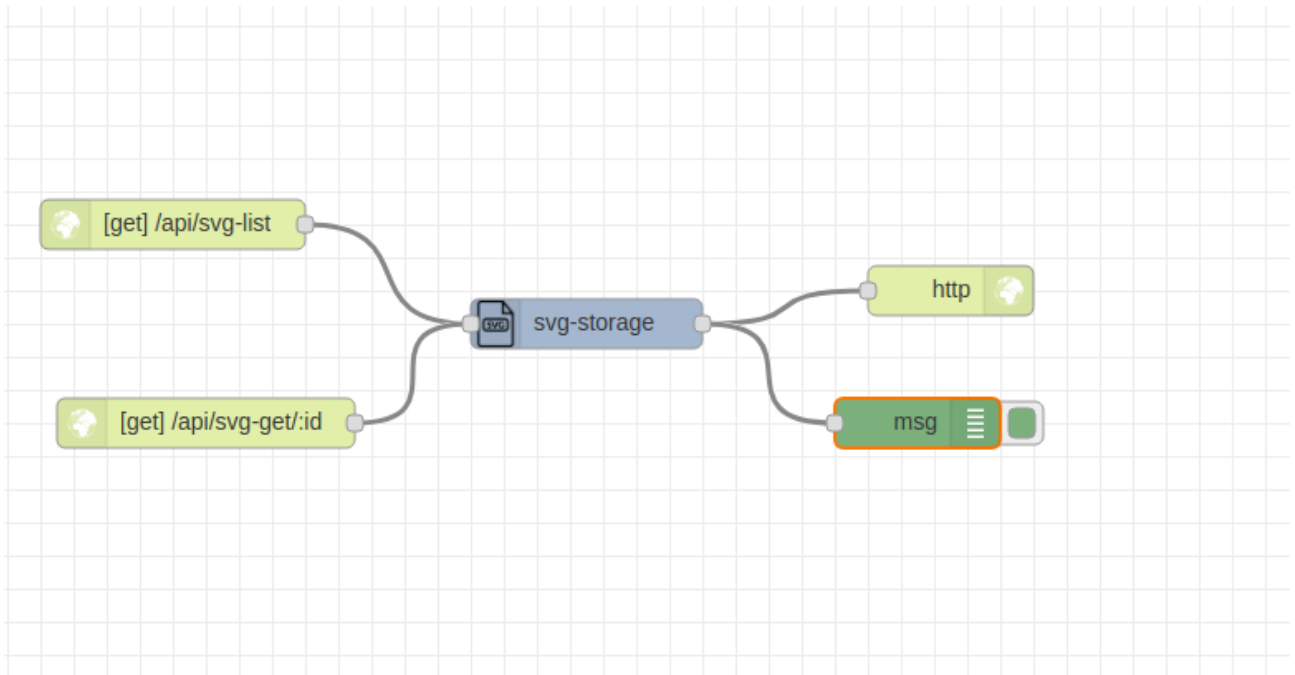 [get] /api/svg-list
http
SVG
svg-storage
[get] /api/svg-get/:id
msg